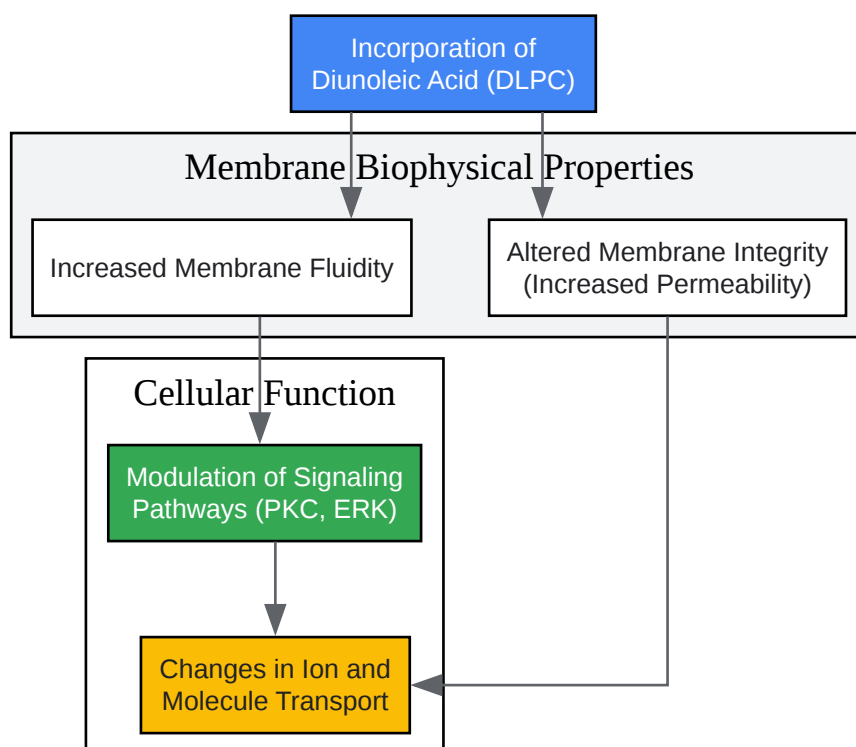 Incorporation of
Diunoleic Acid (DLPC)
Membrane Biophysical Properties
Increased Membrane Fluidity
Altered Membrane Integrity
(Increased Permeability)
Cellular Function
Modulation of Signaling
Pathways (PKC, ERK)
Changes in Ion and
Molecule Transport